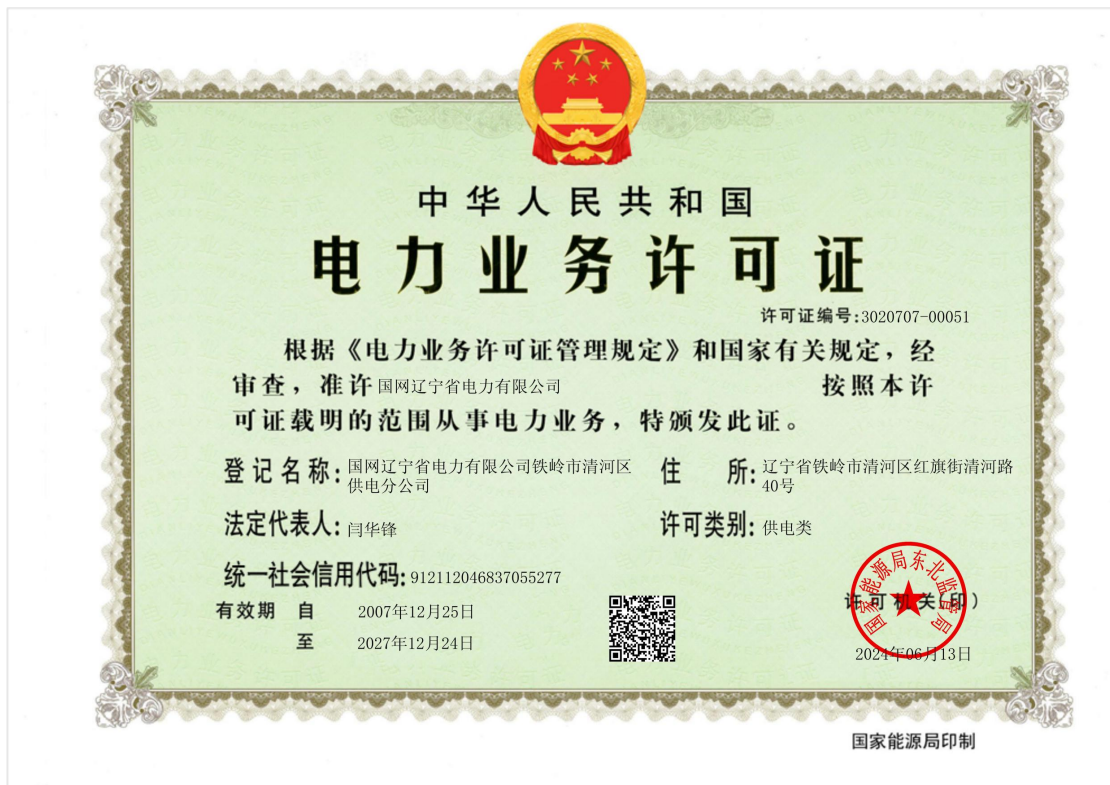 中华人民共和国
电力业务许可证
许可证编号:3020707-00051
根据《电力业务许可证管理规定》和国家有关规定，经
审查，准许 国网辽宁省电力有限公司 按照本许
可证载明的范围从事电力业务，特颁发此证。
登记名称: 国网辽宁省电力有限公司铁岭市清河区
供电分公司
住 所: 辽宁省铁岭市清河区红旗街清河路
40号
法定代表人: 闫华锋
许可类别: 供电类
统一社会信用代码: 912112046837055277
有效期 自 2007年12月25日
至 2027年12月24日
国家能源局东北监管局
许可机关(印)
2024年06月13日
国家能源局印制